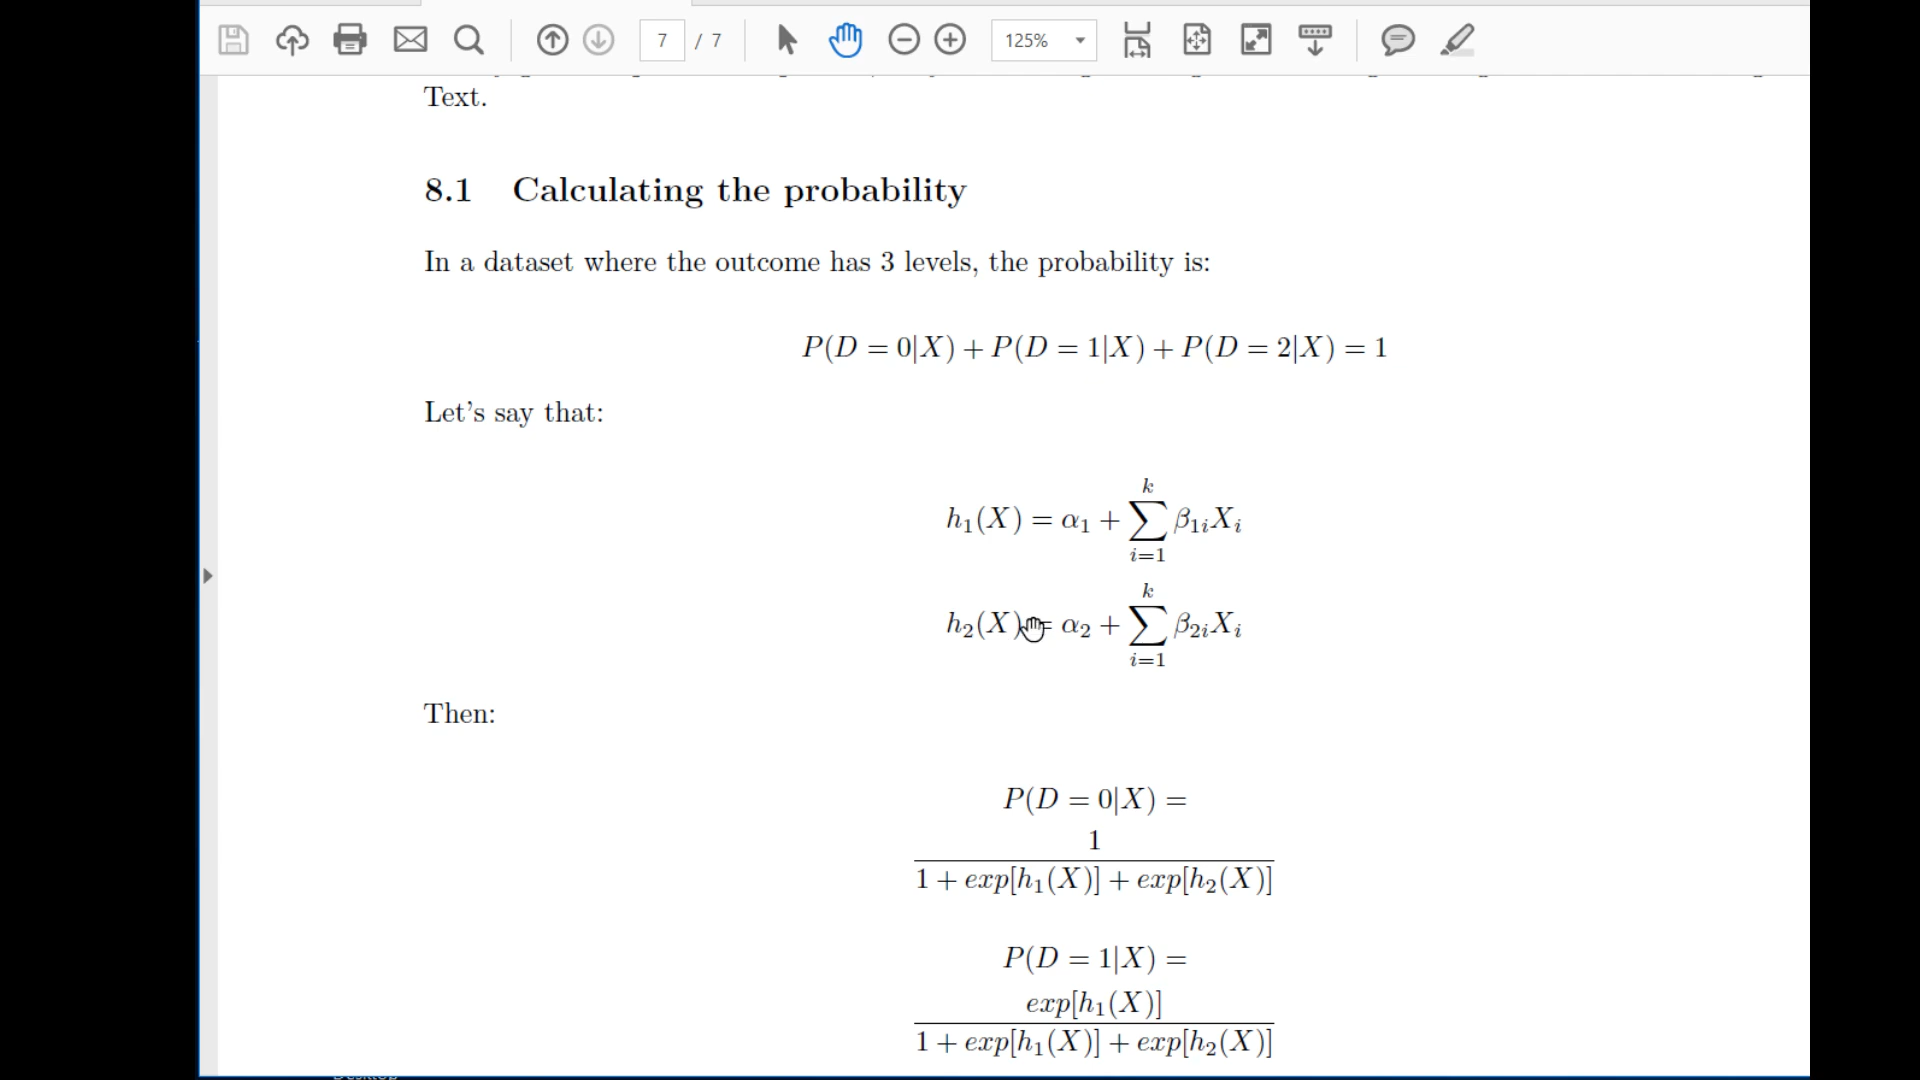 7 / 7
125%
Text.
8.1 Calculating the probability
In a dataset where the outcome has 3 levels, the probability is:
P(D = 0|X) + P(D = 1|X) + P(D = 2|X) = 1
Let's say that:
h₁(X) = α₁ + ∑ᵢ₌₁ᵏ β₁ᵢXᵢ
h₂(X) = α₂ + ∑ᵢ₌₁ᵏ β₂ᵢXᵢ
Then:
P(D = 0|X) =
1
1 + exp[h₁(X)] + exp[h₂(X)]
P(D = 1|X) =
exp[h₁(X)]
1 + exp[h₁(X)] + exp[h₂(X)]